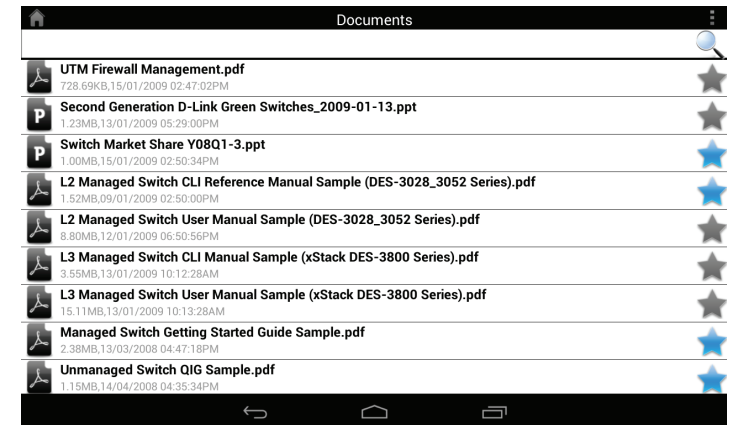 Documents
UTM Firewall Management.pdf
728.69KB,15/01/2009 02:47:02PM
P
Second Generation D-Link Green Switches_2009-01-13.ppt
1.23MB,13/01/2009 05:29:00PM
P
Switch Market Share Y08Q1-3.ppt
1.00MB,15/01/2009 02:50:34PM
L2 Managed Switch CLI Reference Manual Sample (DES-3028_3052 Series).pdf
1.52MB,09/01/2009 02:50:00PM
L2 Managed Switch User Manual Sample (DES-3028_3052 Series).pdf
8.80MB,12/01/2009 06:50:56PM
L3 Managed Switch CLI Manual Sample (xStack DES-3800 Series).pdf
3.55MB,13/01/2009 10:12:28AM
L3 Managed Switch User Manual Sample (xStack DES-3800 Series).pdf
15.11MB,13/01/2009 10:13:28AM
Managed Switch Getting Started Guide Sample.pdf
2.38MB,13/03/2008 04:47:18PM
Unmanaged Switch QIG Sample.pdf
1.15MB,14/04/2008 04:35:34PM